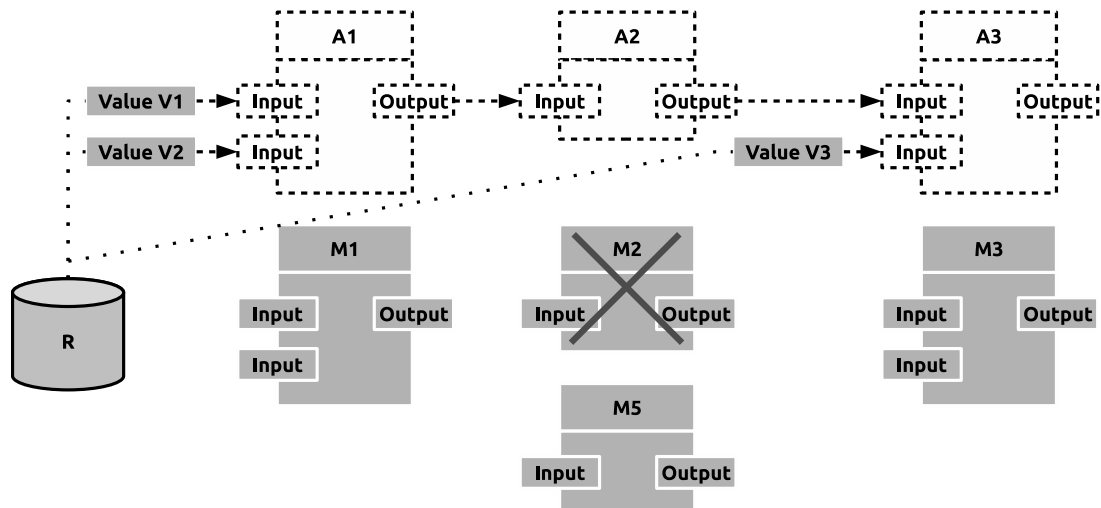 A1
A2
A3
Value V1
Input
Output
Input
Output
Input
Output
Value V2
Input
Value V3
Input
M1
M2
M3
Input
Output
Input
Output
Input
Output
R
Input
Input
M5
Input
Output